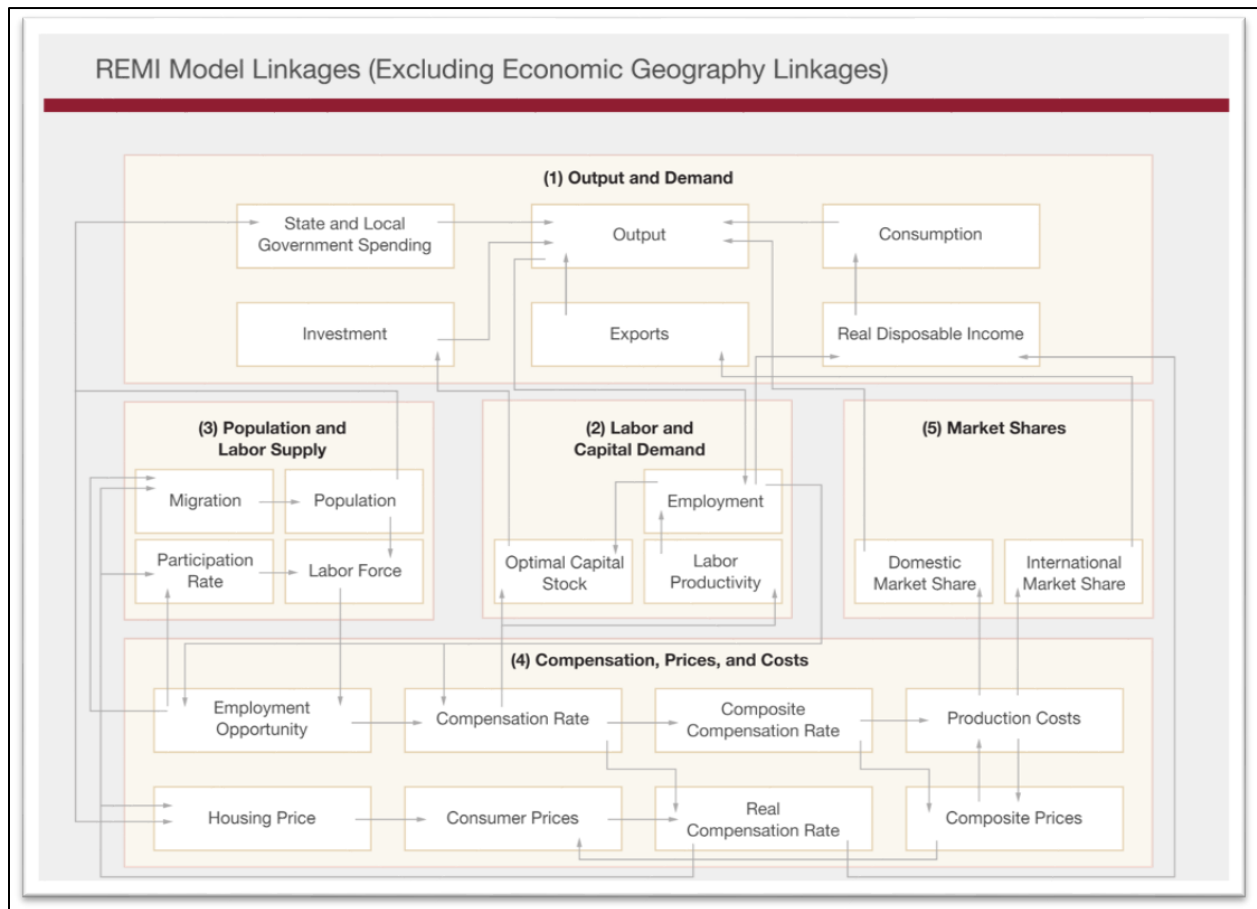 REMI Model Linkages (Excluding Economic Geography Linkages)
(1) Output and Demand
State and Local
Government Spending
Output
Consumption
Investment
Exports
Real Disposable Income
(3) Population and
Labor Supply
Migration
Population
Participation
Rate
Labor Force
(2) Labor and
Capital Demand
Employment
Optimal Capital
Stock
Labor
Productivity
(5) Market Shares
Domestic
Market Share
International
Market Share
(4) Compensation, Prices, and Costs
Employment
Opportunity
Compensation Rate
Composite
Compensation Rate
Production Costs
Housing Price
Consumer Prices
Real
Compensation Rate
Composite Prices